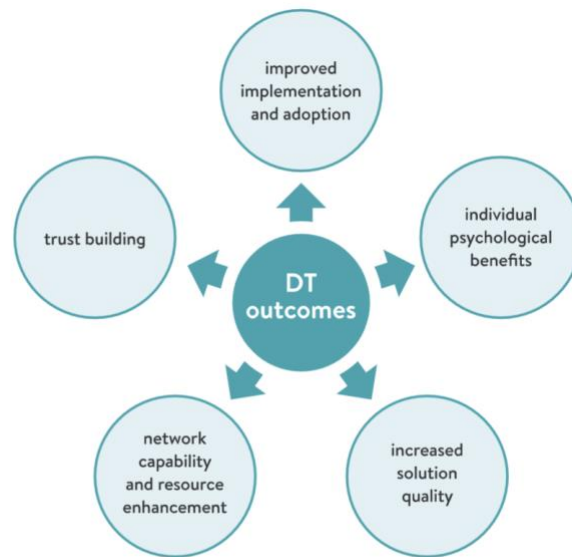 improved
implementation
and adoption
trust building
individual
psychological
benefits
DT
outcomes
network
capability
and resource
enhancement
increased
solution
quality